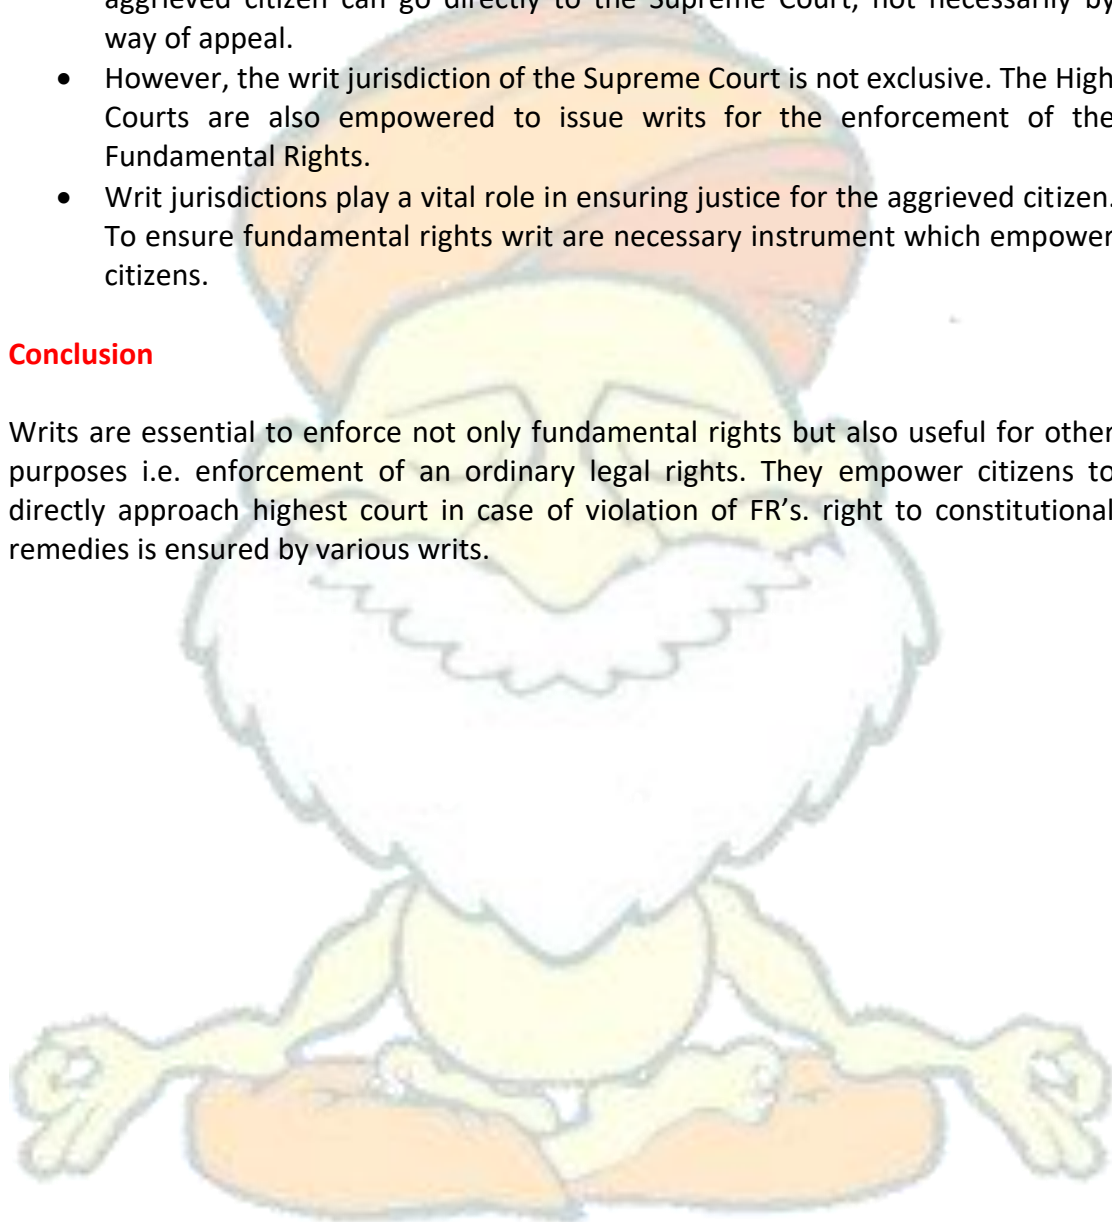 aggrieved citizen can go directly to the Supreme Court, not necessarily by
way of appeal.
• However, the writ jurisdiction of the Supreme Court is not exclusive. The High
Courts are also empowered to issue writs for the enforcement of the
Fundamental Rights.
• Writ jurisdictions play a vital role in ensuring justice for the aggrieved citizen.
To ensure fundamental rights writ are necessary instrument which empower
citizens.
Conclusion
Writs are essential to enforce not only fundamental rights but also useful for other
purposes i.e. enforcement of an ordinary legal rights. They empower citizens to
directly approach highest court in case of violation of FR’s. right to constitutional
remedies is ensured by various writs.